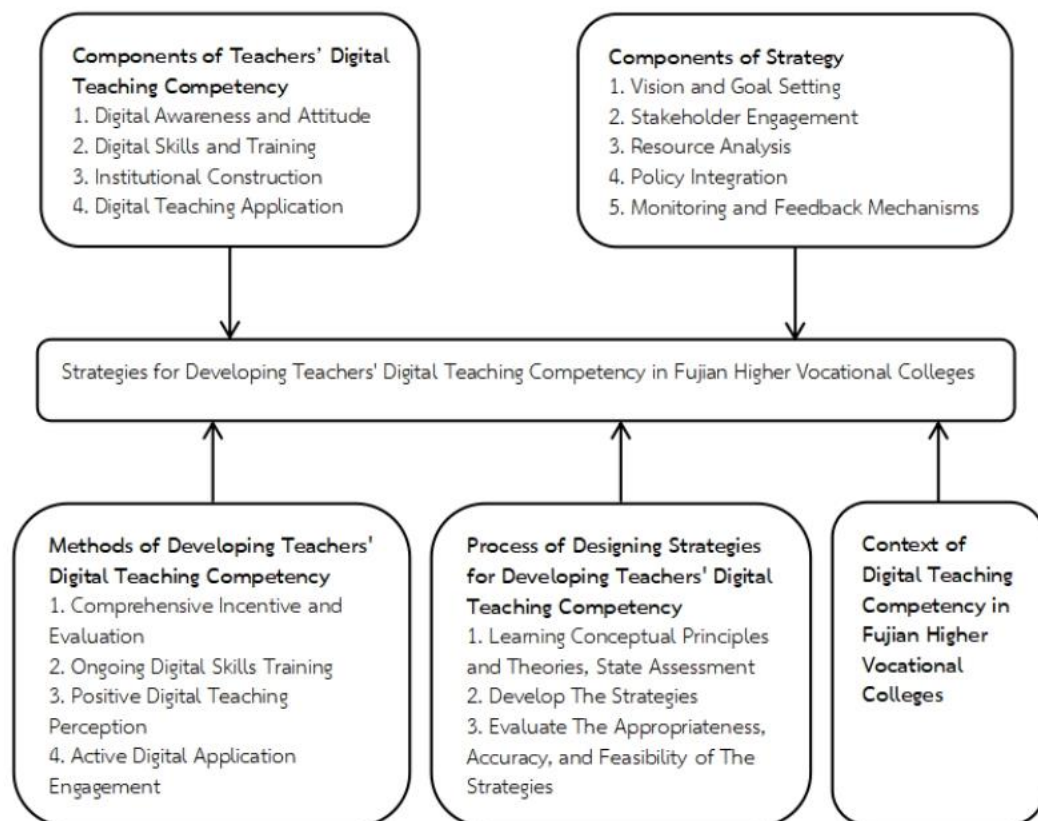 Components of Teachers’ Digital
Teaching Competency
1. Digital Awareness and Attitude
2. Digital Skills and Training
3. Institutional Construction
4. Digital Teaching Application
Components of Strategy
1. Vision and Goal Setting
2. Stakeholder Engagement
3. Resource Analysis
4. Policy Integration
5. Monitoring and Feedback Mechanisms
Strategies for Developing Teachers' Digital Teaching Competency in Fujian Higher Vocational Colleges
Methods of Developing Teachers'
Digital Teaching Competency
1. Comprehensive Incentive and
Evaluation
2. Ongoing Digital Skills Training
3. Positive Digital Teaching
Perception
4. Active Digital Application
Engagement
Process of Designing Strategies
for Developing Teachers' Digital
Teaching Competency
1. Learning Conceptual Principles
and Theories, State Assessment
2. Develop The Strategies
3. Evaluate The Appropriateness,
Accuracy, and Feasibility of The
Strategies
Context of
Digital Teaching
Competency in
Fujian Higher
Vocational
Colleges